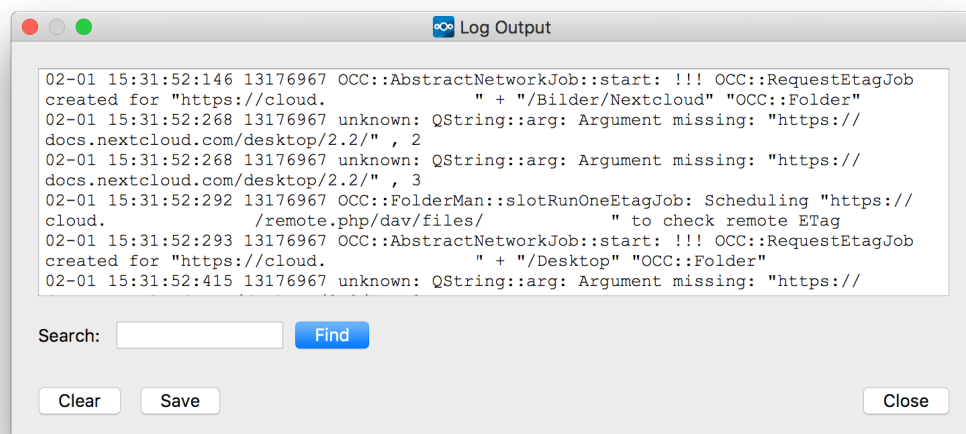 Log Output
02-01 15:31:52:146 13176967 OCC::AbstractNetworkJob::start: !!! OCC::RequestEtagJob
created for "https://cloud. " + "/Bilder/Nextcloud" "OCC::Folder"
02-01 15:31:52:268 13176967 unknown: QString::arg: Argument missing: "https://
docs.nextcloud.com/desktop/2.2/" , 2
02-01 15:31:52:268 13176967 unknown: QString::arg: Argument missing: "https://
docs.nextcloud.com/desktop/2.2/" , 3
02-01 15:31:52:292 13176967 OCC::FolderMan::slotRunOneEtagJob: Scheduling "https://
cloud. /remote.php/dav/files/ " to check remote ETag
02-01 15:31:52:293 13176967 OCC::AbstractNetworkJob::start: !!! OCC::RequestEtagJob
created for "https://cloud. " + "/Desktop" "OCC::Folder"
02-01 15:31:52:415 13176967 unknown: QString::arg: Argument missing: "https://
Search:
Find
Clear
Save
Close